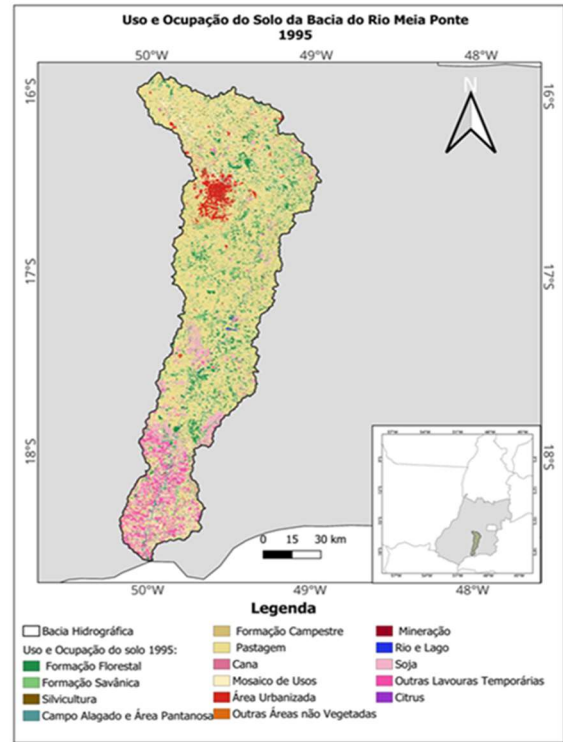 Uso e Ocupação do Solo da Bacia do Rio Meia Ponte
1995
50°W 49°W 48°W
16°S 16°S
N
17°S 17°S
18°S 18°S
0 15 30 km
50°W 49°W 48°W
Legenda
Bacia Hidrográfica
Uso e Ocupação do solo 1995:
Formação Florestal
Formação Savânica
Silvicultura
Campo Alagado e Área Pantanosa
Formação Campestre
Pastagem
Cana
Mosaico de Usos
Área Urbanizada
Outras Áreas não Vegetadas
Mineração
Rio e Lago
Soja
Outras Lavouras Temporárias
Citrus